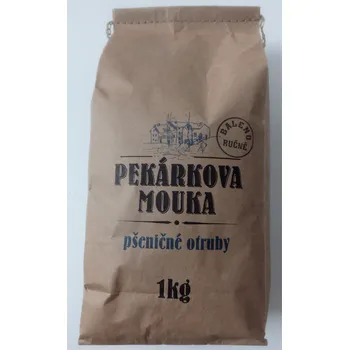 BALENO
RUČNĚ
PEKÁRKOVA
MOUKA
pšeničné otruby
1kg